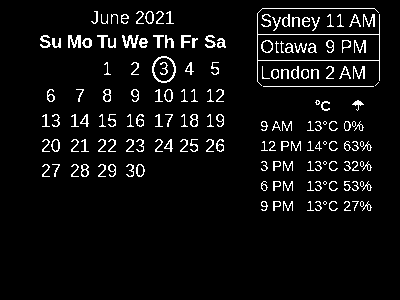 June 2021
Su Mo Tu We Th Fr Sa
1 2 3 4 5
6 7 8 9 10 11 12
13 14 15 16 17 18 19
20 21 22 23 24 25 26
27 28 29 30
Sydney 11 AM
Ottawa 9 PM
London 2 AM
°C
9 AM 13°C 0%
12 PM 14°C 63%
3 PM 13°C 32%
6 PM 13°C 53%
9 PM 13°C 27%